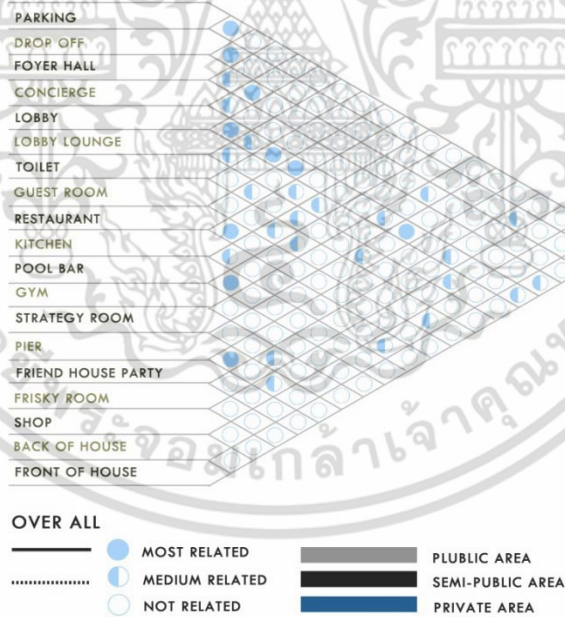 PARKING
DROP OFF
FOYER HALL
CONCIERGE
LOBBY
LOBBY LOUNGE
TOILET
GUEST ROOM
RESTAURANT
KITCHEN
POOL BAR
GYM
STRATEGY ROOM
PIER
FRIEND HOUSE PARTY
FRISKY ROOM
SHOP
BACK OF HOUSE
FRONT OF HOUSE
OVER ALL
MOST RELATED
MEDIUM RELATED
NOT RELATED
PLUBLIC AREA
SEMI-PUBLIC AREA
PRIVATE AREA